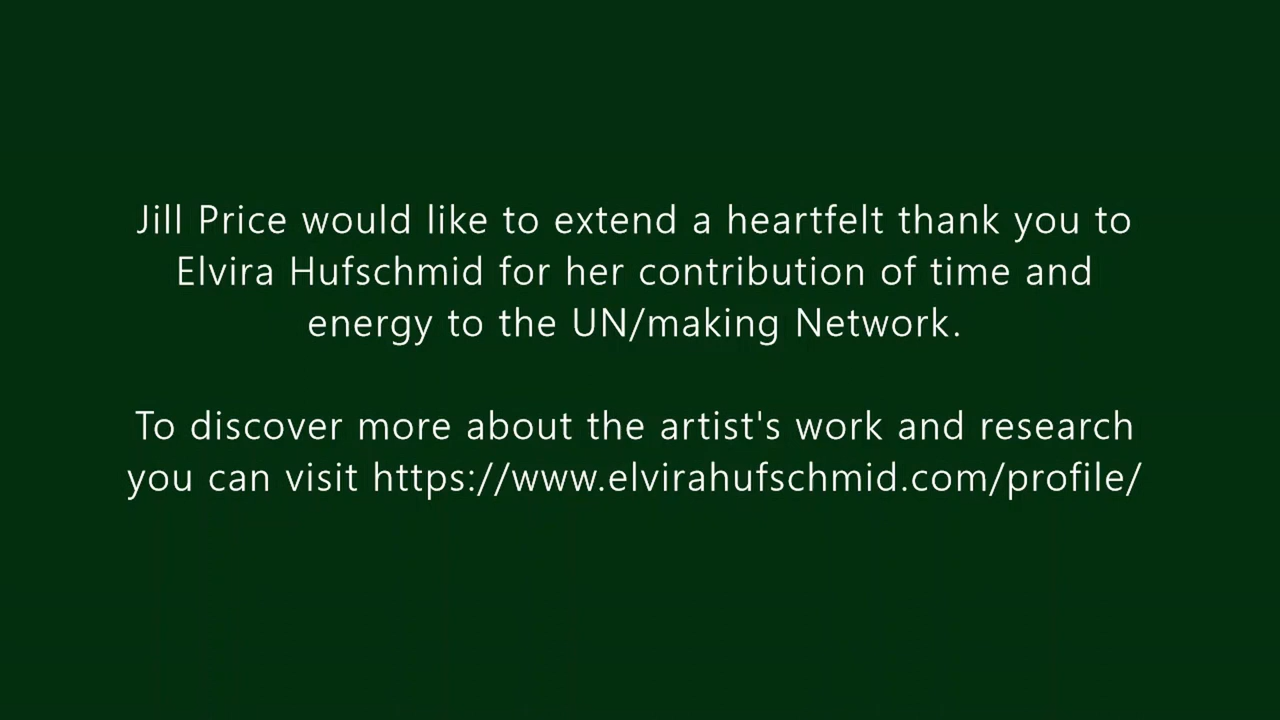 Jill Price would like to extend a heartfelt thank you to
Elvira Hufschmid for her contribution of time and
energy to the UN/making Network.
To discover more about the artist's work and research
you can visit https://www.elvirahufschmid.com/profile/